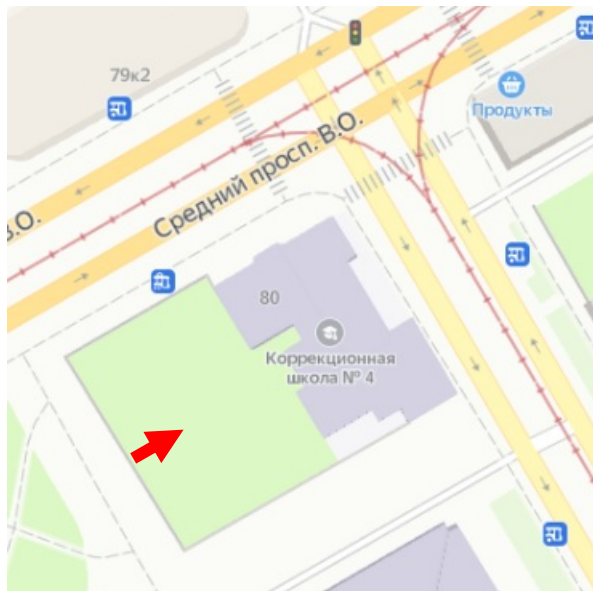 79к2
Продукты
Средний просп. В.О.
В.О.
80
Коррекционная
школа № 4